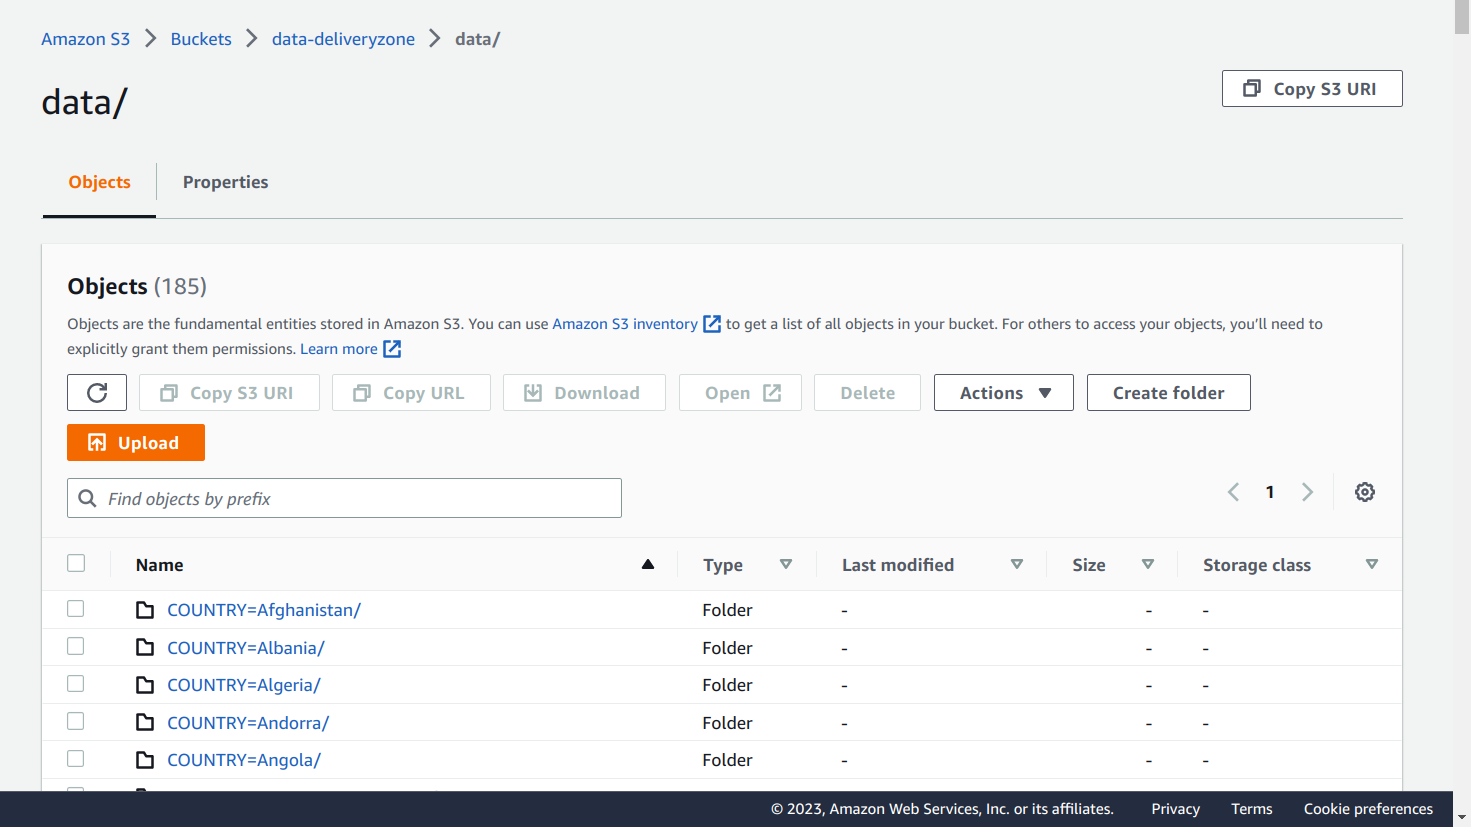 Amazon S3 Buckets data-deliveryzone data/
data/
Copy S3 URI
Objects Properties
Objects (185)
Objects are the fundamental entities stored in Amazon S3. You can use Amazon S3 inventory to get a list of all objects in your bucket. For others to access your objects, you'll need to
explicitly grant them permissions. Learn more
Copy S3 URI Copy URL Download Open Delete Actions Create folder
Upload
Find objects by prefix 1
Name Type Last modified Size Storage class
COUNTRY=Afghanistan/ Folder - - -
COUNTRY=Albania/ Folder - - -
COUNTRY=Algeria/ Folder - - -
COUNTRY=Andorra/ Folder - - -
COUNTRY=Angola/ Folder - - -
© 2023, Amazon Web Services, Inc. or its affiliates. Privacy Terms Cookie preferences